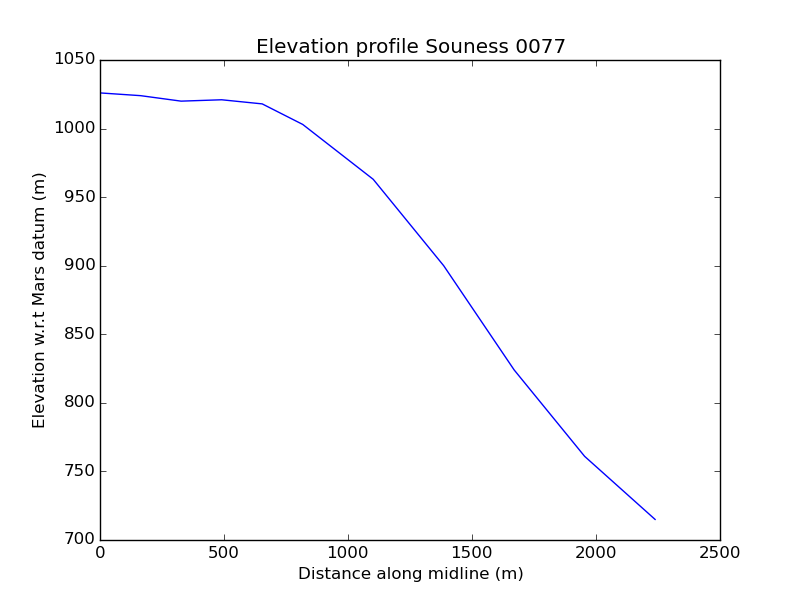 Elevation profile Souness 0077
1050
1000
950
900
850
800
750
700
Elevation w.r.t Mars datum (m)
0 500 1000 1500 2000 2500
Distance along midline (m)